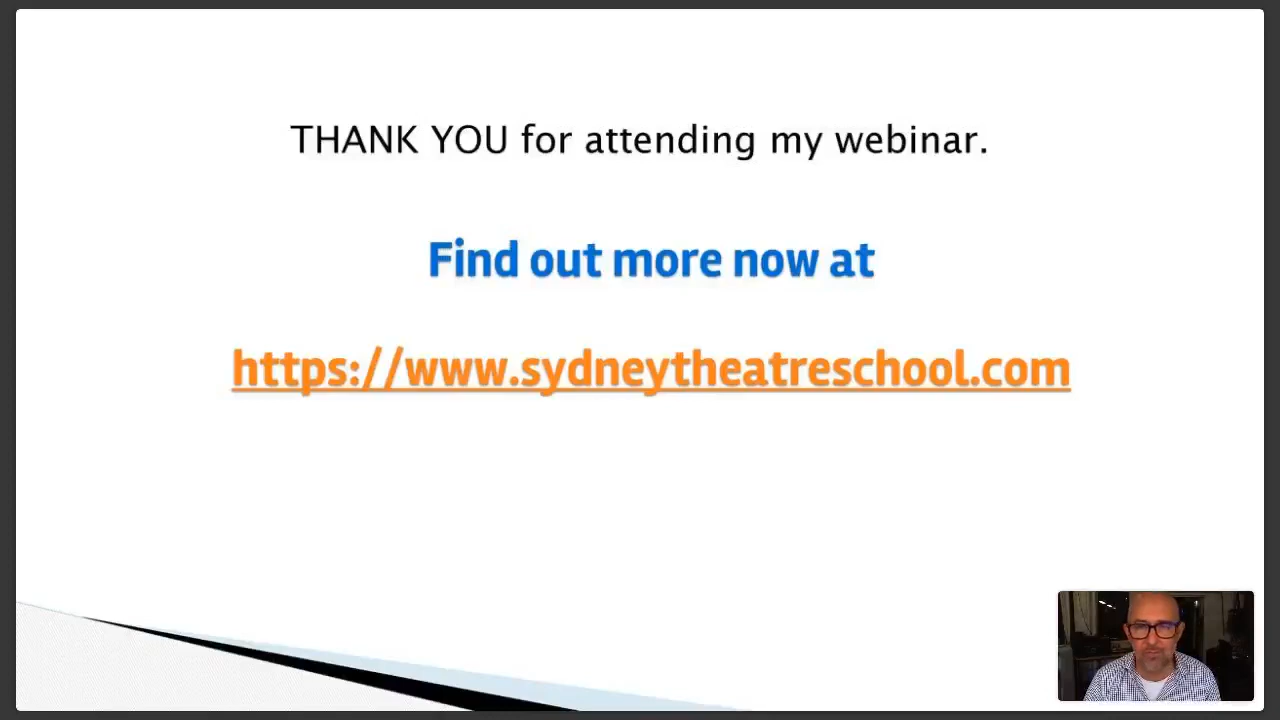 THANK YOU for attending my webinar.
Find out more now at
https://www.sydneytheatreschool.com